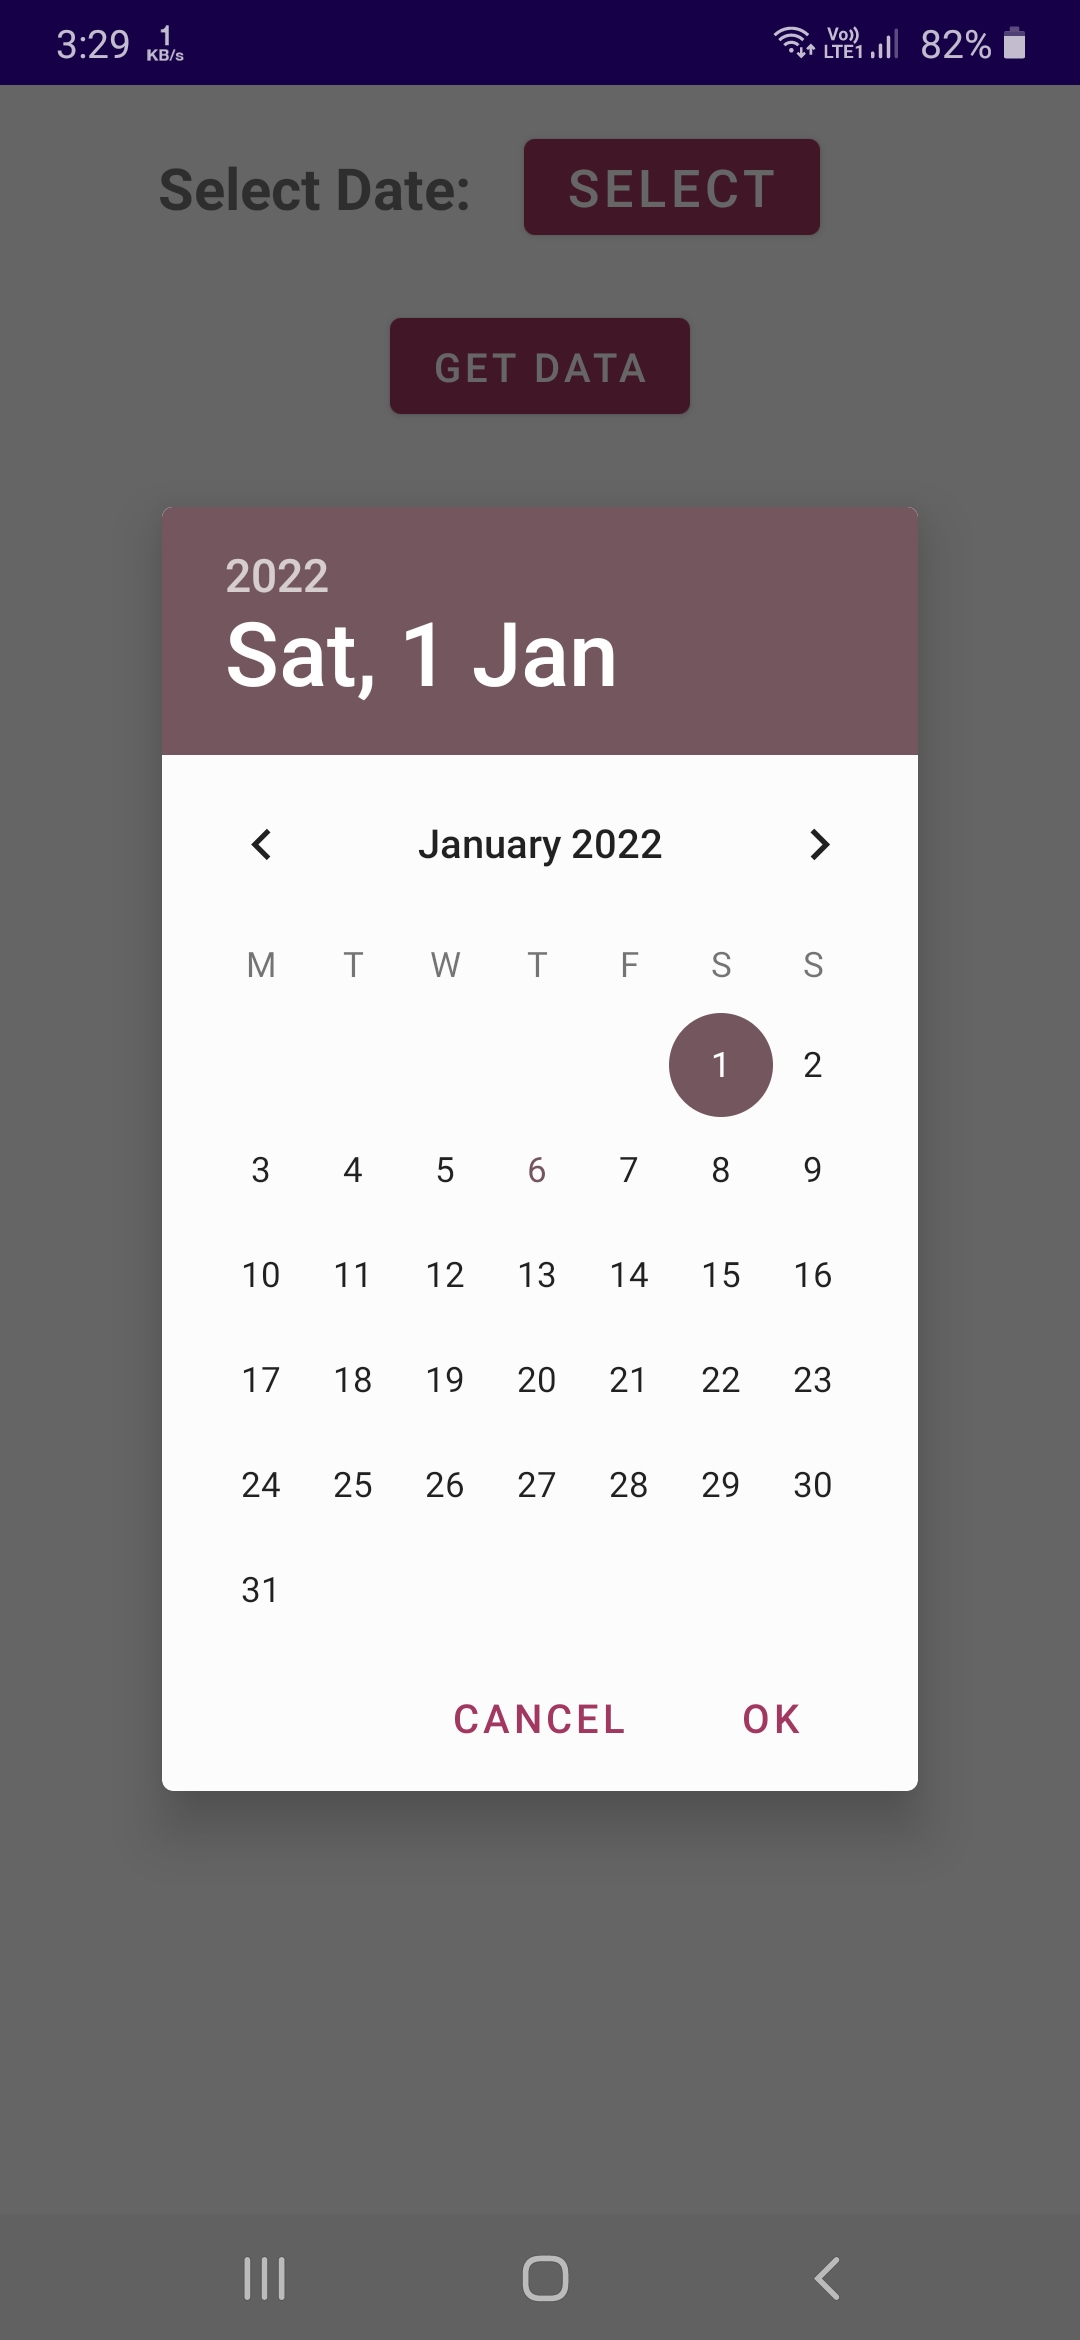 3:29 1 KB/s Vo)) LTE1 82%
Select Date: SELECT
GET DATA
2022
Sat, 1 Jan
January 2022
M T W T F S S
1 2
3 4 5 6 7 8 9
10 11 12 13 14 15 16
17 18 19 20 21 22 23
24 25 26 27 28 29 30
31
CANCEL OK